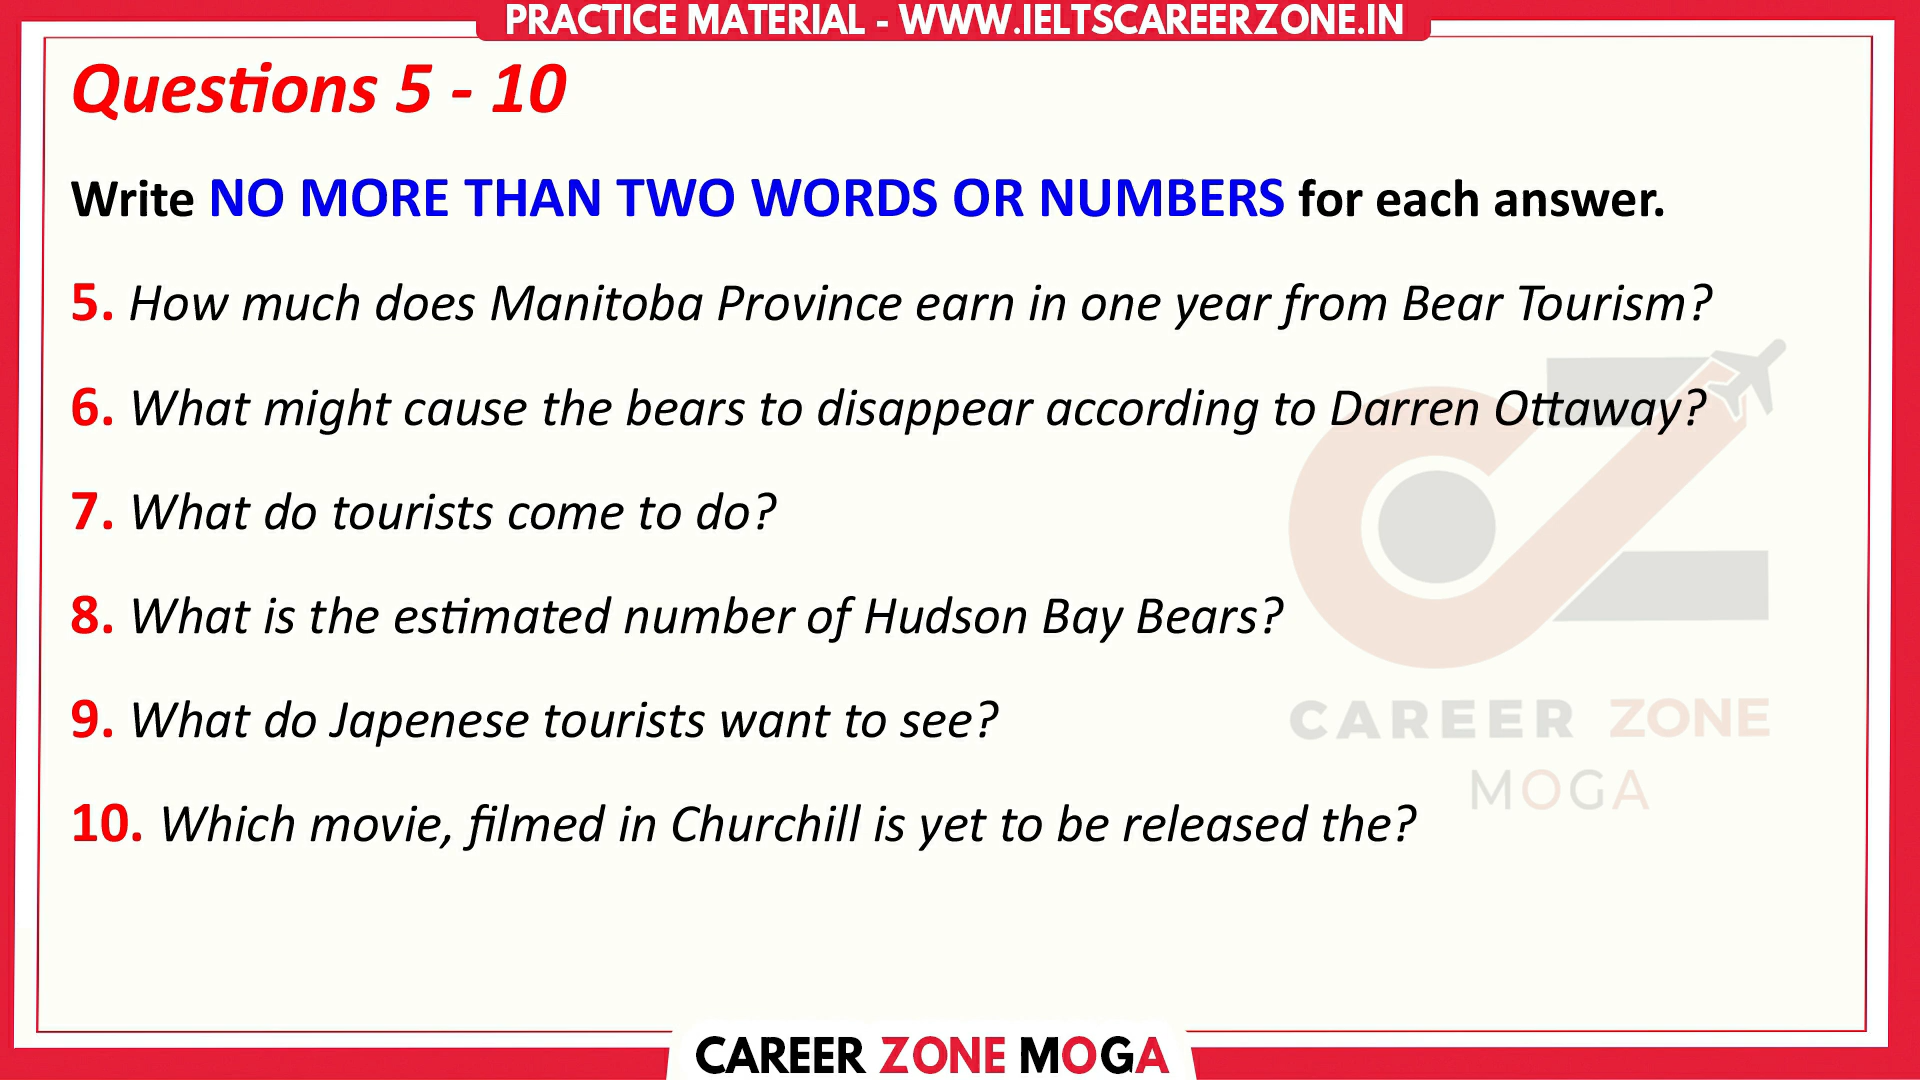 PRACTICE MATERIAL - WWW.IELTSCAREERZONE.IN
Questions 5 - 10
Write NO MORE THAN TWO WORDS OR NUMBERS for each answer.
5. How much does Manitoba Province earn in one year from Bear Tourism?
6. What might cause the bears to disappear according to Darren Ottaway?
7. What do tourists come to do?
8. What is the estimated number of Hudson Bay Bears?
9. What do Japenese tourists want to see?
CAREER ZONE
MOGA
10. Which movie, filmed in Churchill is yet to be released the?
CAREER ZONE MOGA